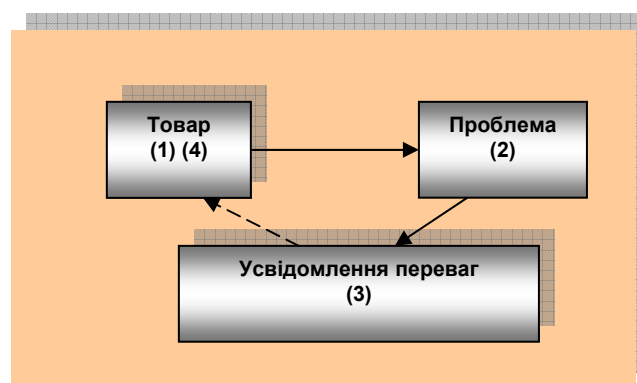 Товар
(1) (4)
Проблема
(2)
Усвідомлення переваг
(3)